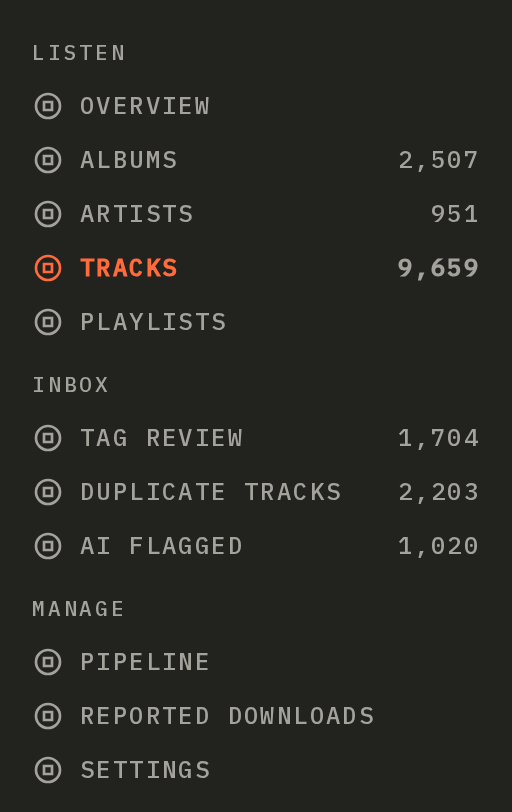 LISTEN
OVERVIEW
ALBUMS 2,507
ARTISTS 951
TRACKS 9,659
PLAYLISTS
INBOX
TAG REVIEW 1,704
DUPLICATE TRACKS 2,203
AI FLAGGED 1,020
MANAGE
PIPELINE
REPORTED DOWNLOADS
SETTINGS